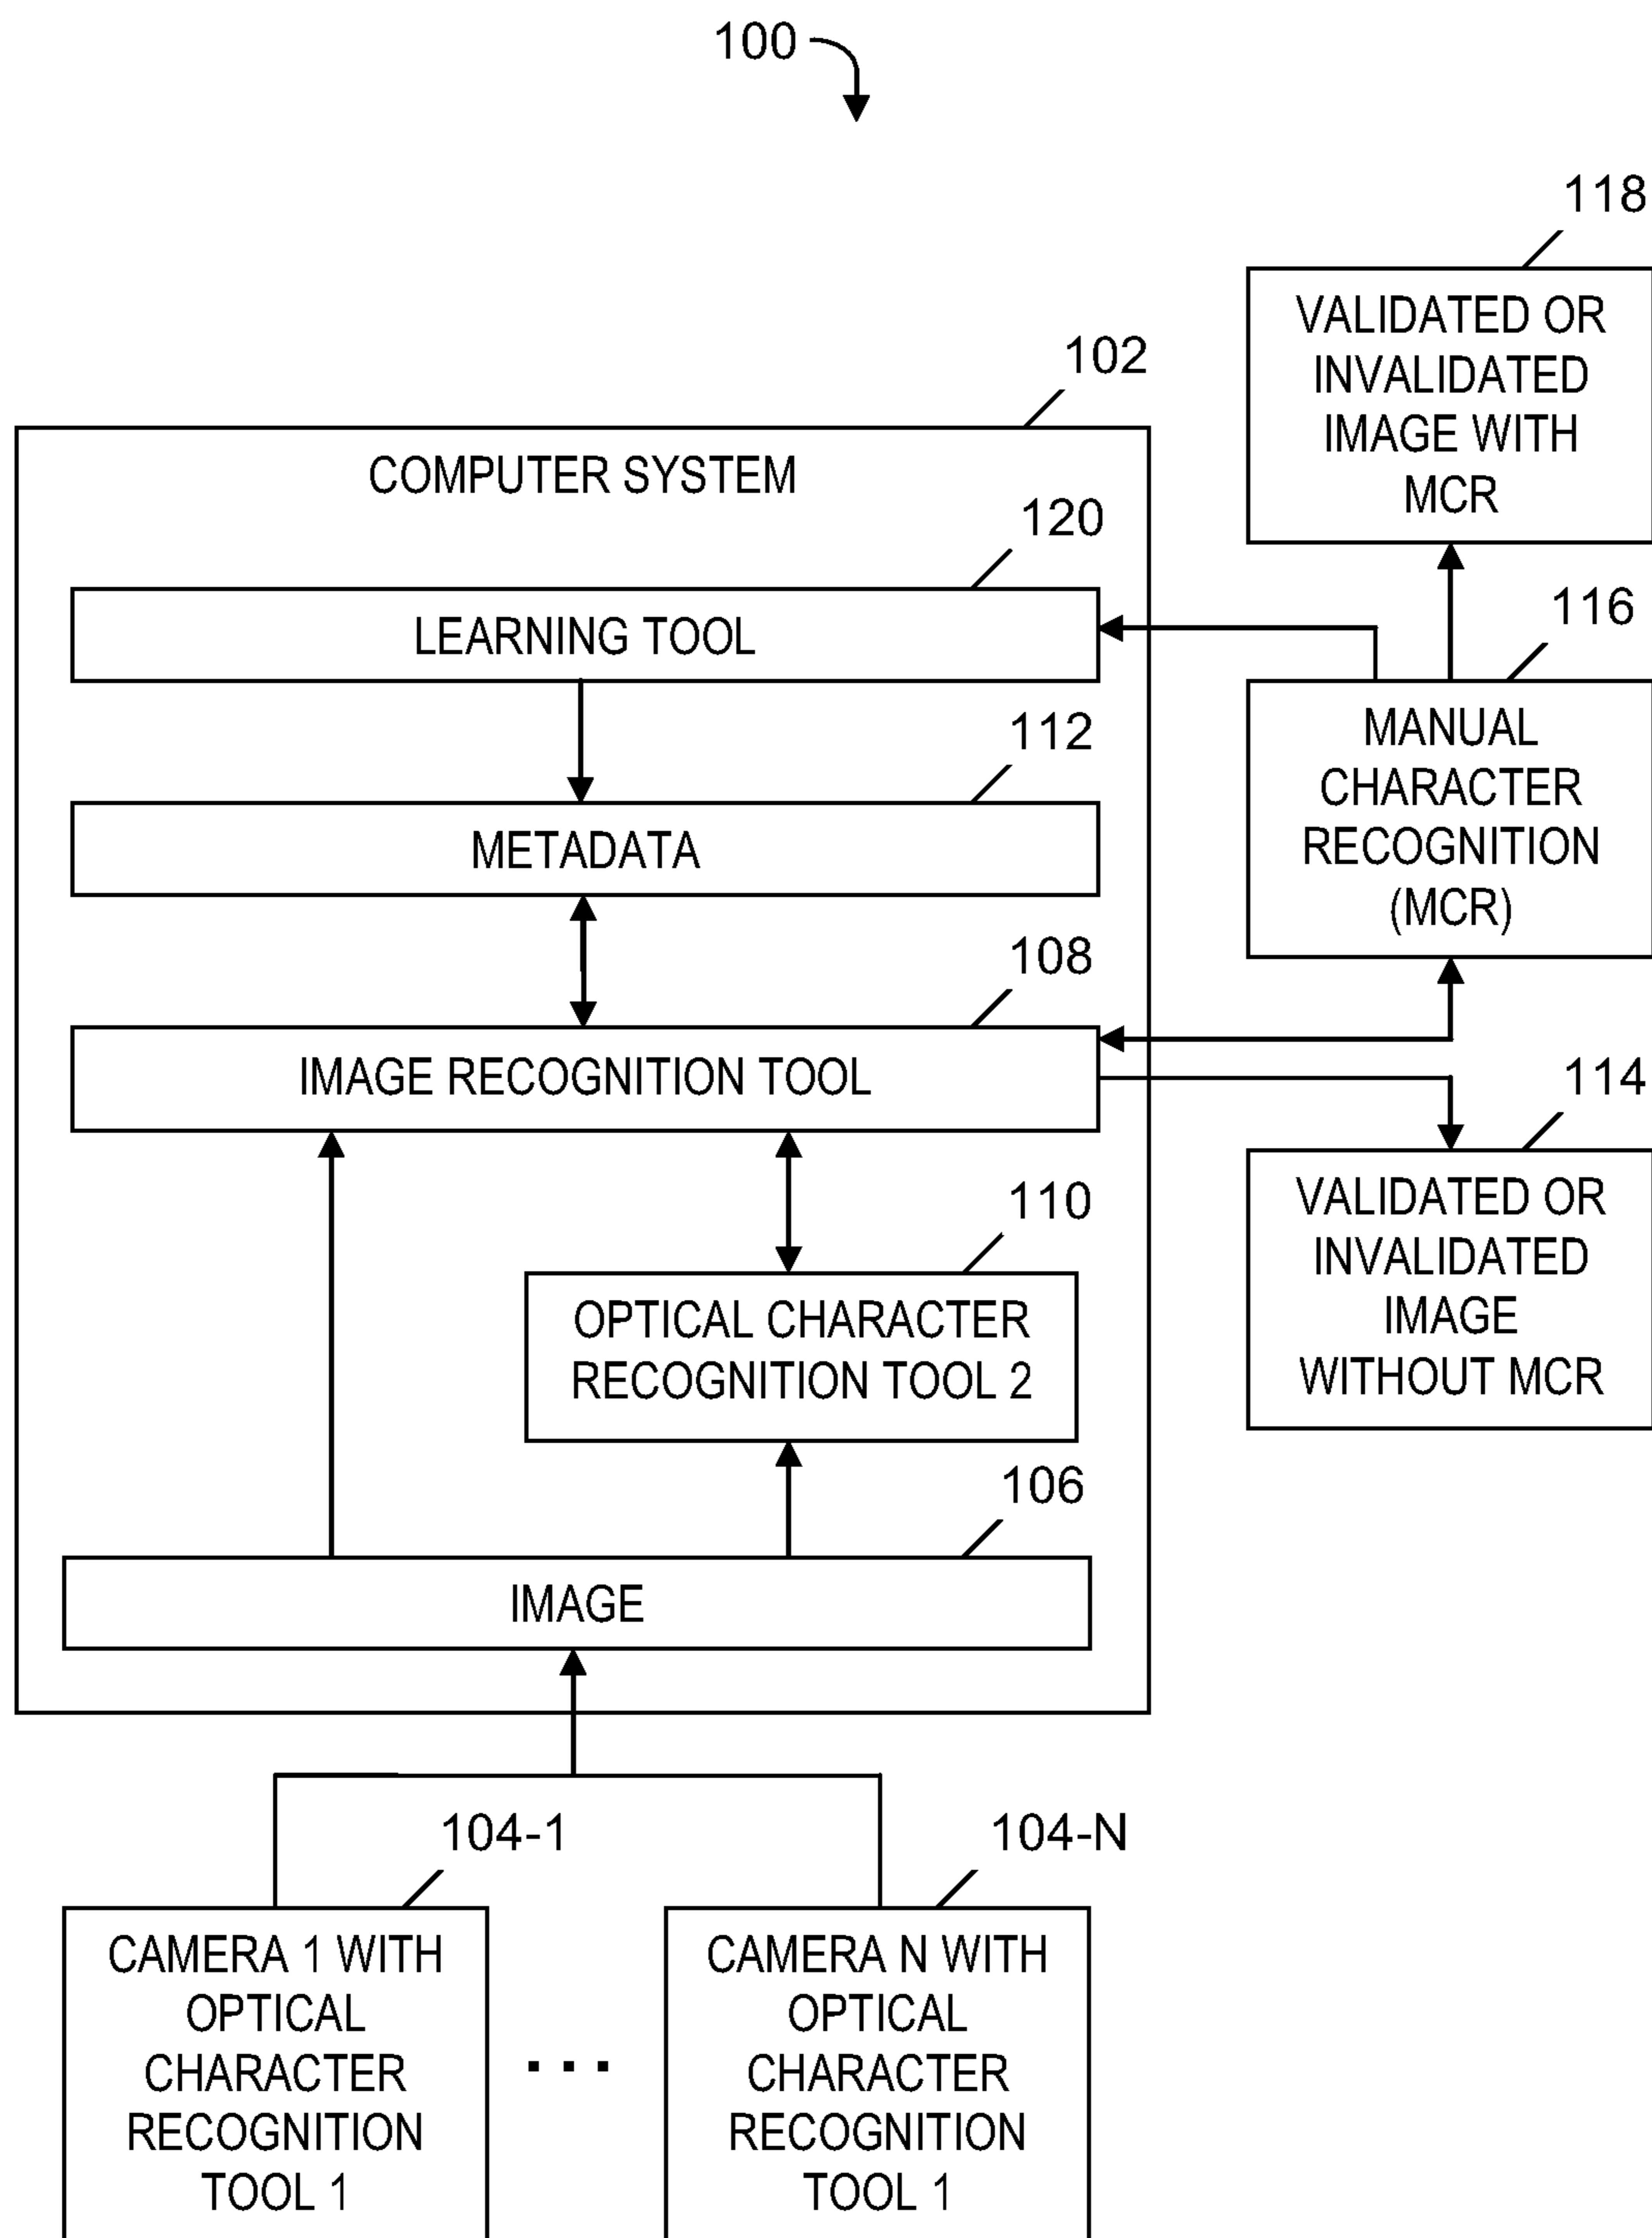 100
118
VALIDATED OR
INVALIDATED
IMAGE WITH
MCR
102
COMPUTER SYSTEM
120
LEARNING TOOL
116
MANUAL
CHARACTER
RECOGNITION
(MCR)
112
METADATA
108
IMAGE RECOGNITION TOOL
114
VALIDATED OR
INVALIDATED
IMAGE
WITHOUT MCR
110
OPTICAL CHARACTER
RECOGNITION TOOL 2
106
IMAGE
104-1
CAMERA 1 WITH
OPTICAL
CHARACTER
RECOGNITION
TOOL 1
...
104-N
CAMERA N WITH
OPTICAL
CHARACTER
RECOGNITION
TOOL 1